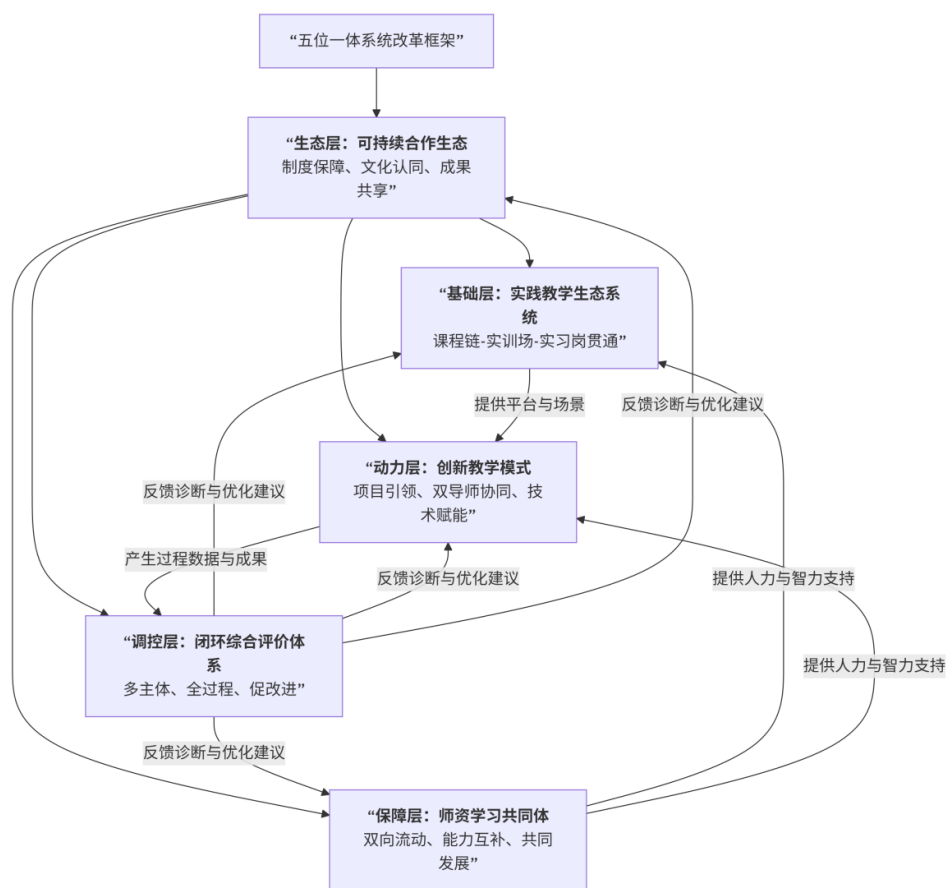 “五位一体系统改革框架”
“生态层：可持续合作生态
制度保障、文化认同、成果
共享”
“基础层：实践教学生态系
统
课程链-实训场-实习岗贯通”
提供平台与场景
反馈诊断与优化建议
“动力层：创新教学模式
项目引领、双导师协同、技
术赋能”
反馈诊断与优化建议
产生过程数据与成果
反馈诊断与优化建议
提供人力与智力支持
“调控层：闭环综合评价体
系
多主体、全过程、促改进”
提供人力与智力支持
反馈诊断与优化建议
“保障层：师资学习共同体
双向流动、能力互补、共同
发展”